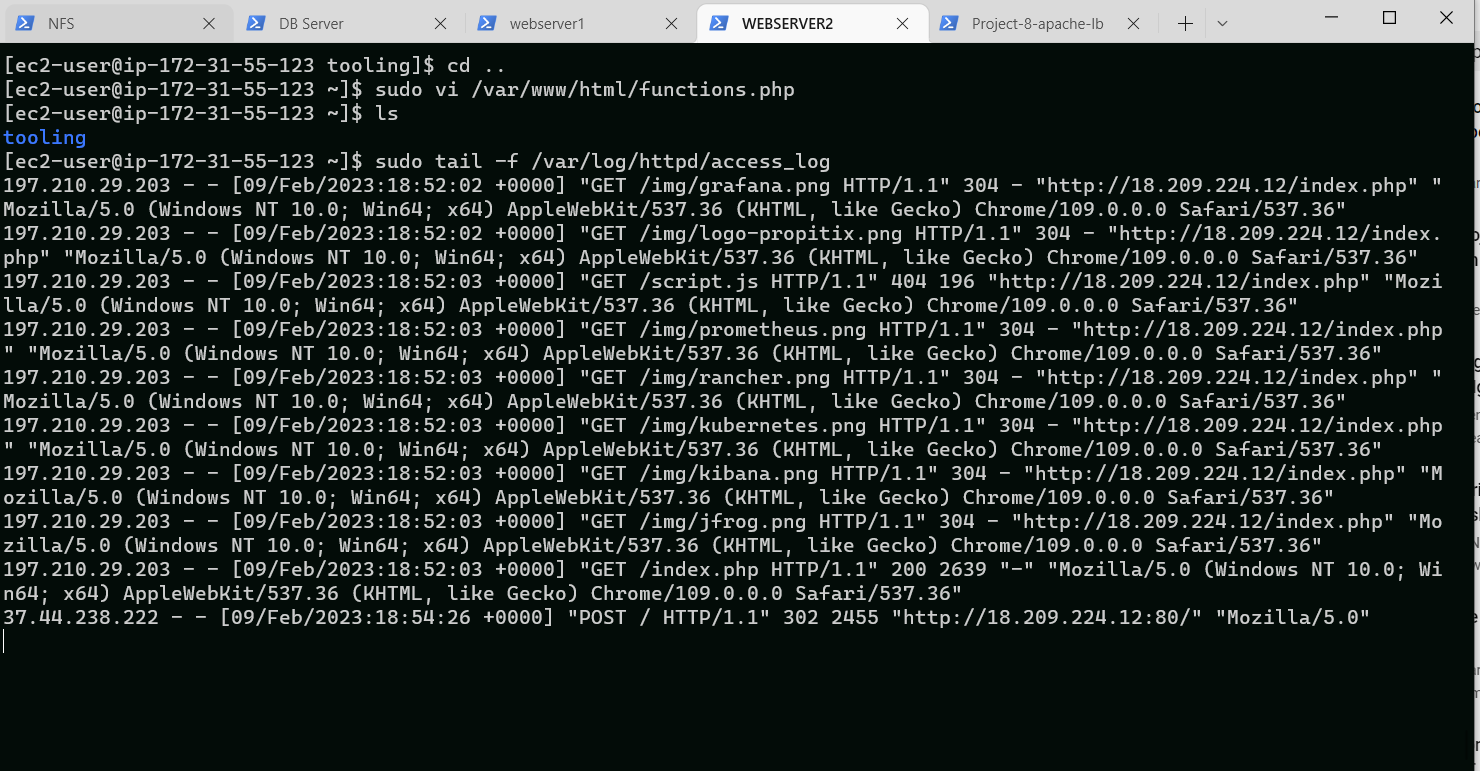 NFS DB Server webserver1 WEBSERVER2 Project-8-apache-lb
[ec2-user@ip-172-31-55-123 tooling]$ cd ..
[ec2-user@ip-172-31-55-123 ~]$ sudo vi /var/www/html/functions.php
[ec2-user@ip-172-31-55-123 ~]$ ls
tooling
[ec2-user@ip-172-31-55-123 ~]$ sudo tail -f /var/log/httpd/access_log
197.210.29.203 - - [09/Feb/2023:18:52:02 +0000] "GET /img/grafana.png HTTP/1.1" 304 - "http://18.209.224.12/index.php" "
Mozilla/5.0 (Windows NT 10.0; Win64; x64) AppleWebKit/537.36 (KHTML, like Gecko) Chrome/109.0.0.0 Safari/537.36"
197.210.29.203 - - [09/Feb/2023:18:52:02 +0000] "GET /img/logo-propitix.png HTTP/1.1" 304 - "http://18.209.224.12/index.
php" "Mozilla/5.0 (Windows NT 10.0; Win64; x64) AppleWebKit/537.36 (KHTML, like Gecko) Chrome/109.0.0.0 Safari/537.36"
197.210.29.203 - - [09/Feb/2023:18:52:03 +0000] "GET /script.js HTTP/1.1" 404 196 "http://18.209.224.12/index.php" "Mozi
lla/5.0 (Windows NT 10.0; Win64; x64) AppleWebKit/537.36 (KHTML, like Gecko) Chrome/109.0.0.0 Safari/537.36"
197.210.29.203 - - [09/Feb/2023:18:52:03 +0000] "GET /img/prometheus.png HTTP/1.1" 304 - "http://18.209.224.12/index.php
" "Mozilla/5.0 (Windows NT 10.0; Win64; x64) AppleWebKit/537.36 (KHTML, like Gecko) Chrome/109.0.0.0 Safari/537.36"
197.210.29.203 - - [09/Feb/2023:18:52:03 +0000] "GET /img/rancher.png HTTP/1.1" 304 - "http://18.209.224.12/index.php" "
Mozilla/5.0 (Windows NT 10.0; Win64; x64) AppleWebKit/537.36 (KHTML, like Gecko) Chrome/109.0.0.0 Safari/537.36"
197.210.29.203 - - [09/Feb/2023:18:52:03 +0000] "GET /img/kubernetes.png HTTP/1.1" 304 - "http://18.209.224.12/index.php
" "Mozilla/5.0 (Windows NT 10.0; Win64; x64) AppleWebKit/537.36 (KHTML, like Gecko) Chrome/109.0.0.0 Safari/537.36"
197.210.29.203 - - [09/Feb/2023:18:52:03 +0000] "GET /img/kibana.png HTTP/1.1" 304 - "http://18.209.224.12/index.php" "M
ozilla/5.0 (Windows NT 10.0; Win64; x64) AppleWebKit/537.36 (KHTML, like Gecko) Chrome/109.0.0.0 Safari/537.36"
197.210.29.203 - - [09/Feb/2023:18:52:03 +0000] "GET /img/jfrog.png HTTP/1.1" 304 - "http://18.209.224.12/index.php" "Mo
zilla/5.0 (Windows NT 10.0; Win64; x64) AppleWebKit/537.36 (KHTML, like Gecko) Chrome/109.0.0.0 Safari/537.36"
197.210.29.203 - - [09/Feb/2023:18:52:03 +0000] "GET /index.php HTTP/1.1" 200 2639 "-" "Mozilla/5.0 (Windows NT 10.0; Wi
n64; x64) AppleWebKit/537.36 (KHTML, like Gecko) Chrome/109.0.0.0 Safari/537.36"
37.44.238.222 - - [09/Feb/2023:18:54:26 +0000] "POST / HTTP/1.1" 302 2455 "http://18.209.224.12:80/" "Mozilla/5.0"